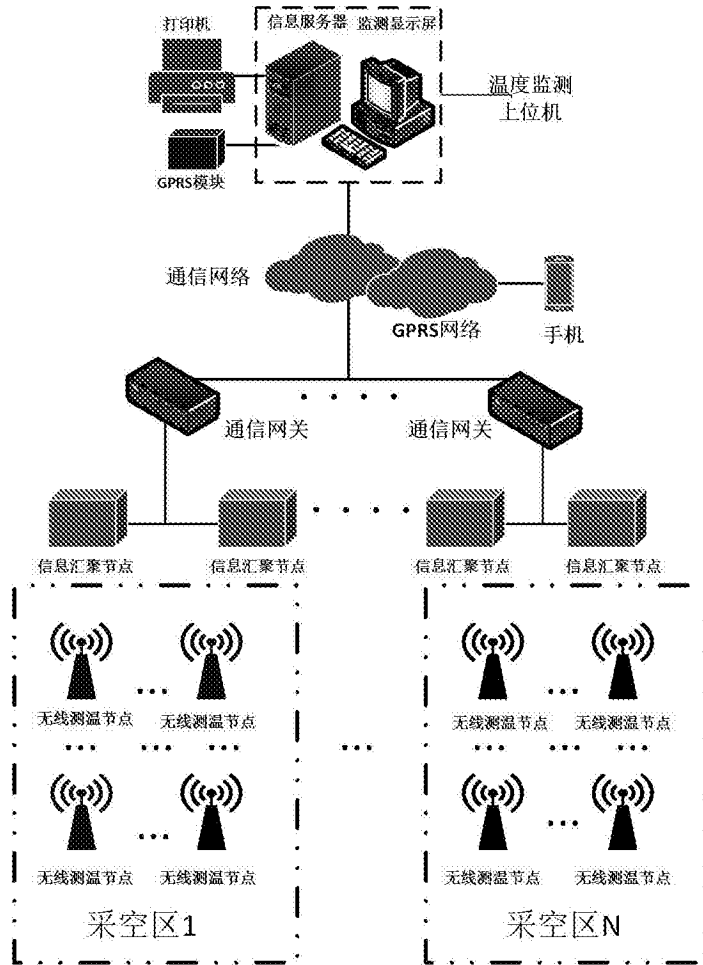 打印机
信息服务器 监测显示屏
温度监测
上位机
GPRS模块
通信网络
GPRS网络
手机
通信网关
通信网关
信息汇聚节点
信息汇聚节点
信息汇聚节点
信息汇聚节点
无线测温节点
无线测温节点
无线测温节点
无线测温节点
无线测温节点
无线测温节点
无线测温节点
无线测温节点
采空区1
采空区N